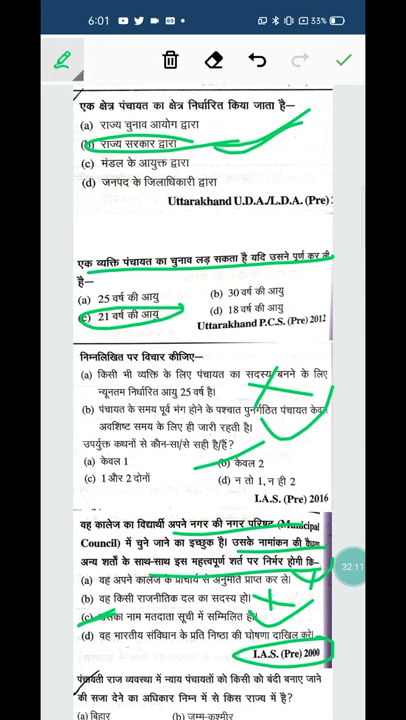 6:01
33%
एक क्षेत्र पंचायत का क्षेत्र निर्धारित किया जाता है—
(a) राज्य चुनाव आयोग द्वारा
(b) राज्य सरकार द्वारा
(c) मंडल के आयुक्त द्वारा
(d) जनपद के जिलाधिकारी द्वारा
Uttarakhand U.D.A./L.D.A. (Pre)
एक व्यक्ति पंचायत का चुनाव लड़ सकता है यदि उसने पूर्ण कर ली
है—
(a) 25 वर्ष की आयु (b) 30 वर्ष की आयु
(c) 21 वर्ष की आयु (d) 18 वर्ष की आयु
Uttarakhand P.C.S. (Pre) 2012
निम्नलिखित पर विचार कीजिए—
(a) किसी भी व्यक्ति के लिए पंचायत का सदस्य बनने के लिए
न्यूनतम निर्धारित आयु 25 वर्ष है।
(b) पंचायत के समय पूर्व भंग होने के पश्चात पुनर्गठित पंचायत केवल
अवशिष्ट समय के लिए ही जारी रहती है।
उपर्युक्त कथनों से कौन-सा/से सही है/हैं?
(a) केवल 1 (b) केवल 2
(c) 1 और 2 दोनों (d) न तो 1, न ही 2
I.A.S. (Pre) 2016
वह कालेज का विद्यार्थी अपने नगर की नगर परिषद (Municipal
Council) में चुने जाने का इच्छुक है। उसके नामांकन की वैधता
अन्य शर्तों के साथ-साथ इस महत्वपूर्ण शर्त पर निर्भर होगी कि—
(a) वह अपने कालेज के प्राचार्य से अनुमति प्राप्त कर ले।
(b) वह किसी राजनीतिक दल का सदस्य हो।
(c) उसका नाम मतदाता सूची में सम्मिलित हो।
(d) वह भारतीय संविधान के प्रति निष्ठा की घोषणा दाखिल करे।
I.A.S. (Pre) 2000
32:11
पंचायती राज व्यवस्था में न्याय पंचायतों को किसी को बंदी बनाए जाने
की सजा देने का अधिकार निम्न में से किस राज्य में है?
(a) बिहार (b) जम्मू-कश्मीर